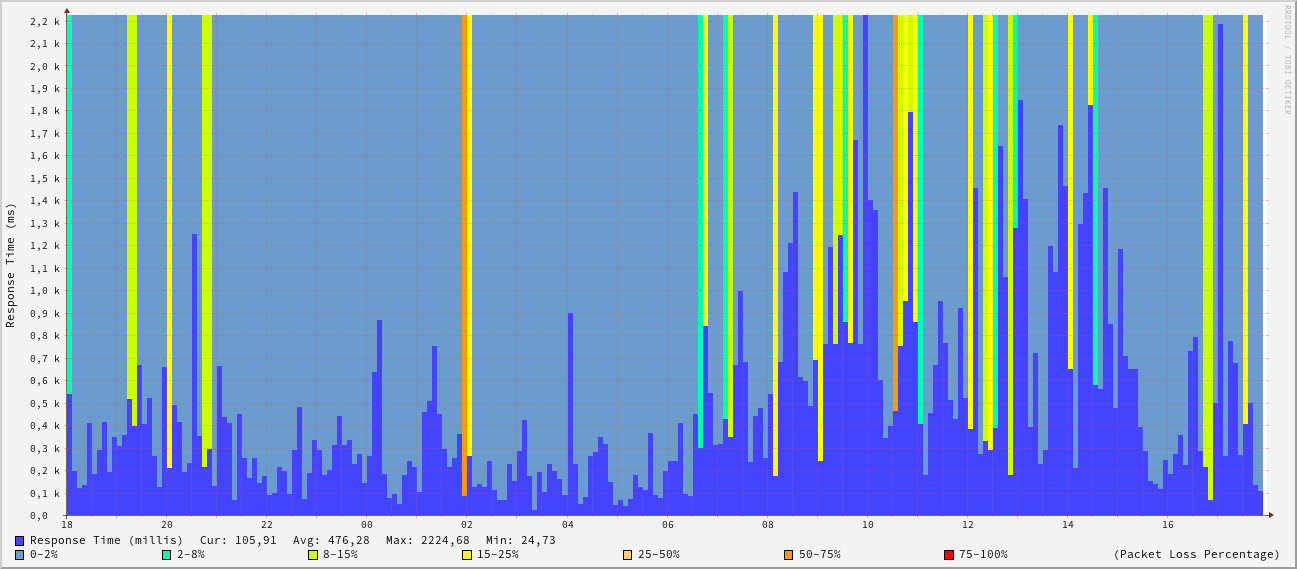 RRDTOOL / TOBI OETIKER
Response Time (ms)
2,2 k
2,1 k
2,0 k
1,9 k
1,8 k
1,7 k
1,6 k
1,5 k
1,4 k
1,3 k
1,2 k
1,1 k
1,0 k
0,9 k
0,8 k
0,7 k
0,6 k
0,5 k
0,4 k
0,3 k
0,2 k
0,1 k
0,0
18 20 22 00 02 04 06 08 10 12 14 16
Response Time (millis) Cur: 105,91 Avg: 476,28 Max: 2224,68 Min: 24,73
0-2% 2-8% 8-15% 15-25% 25-50% 50-75% 75-100% (Packet Loss Percentage)